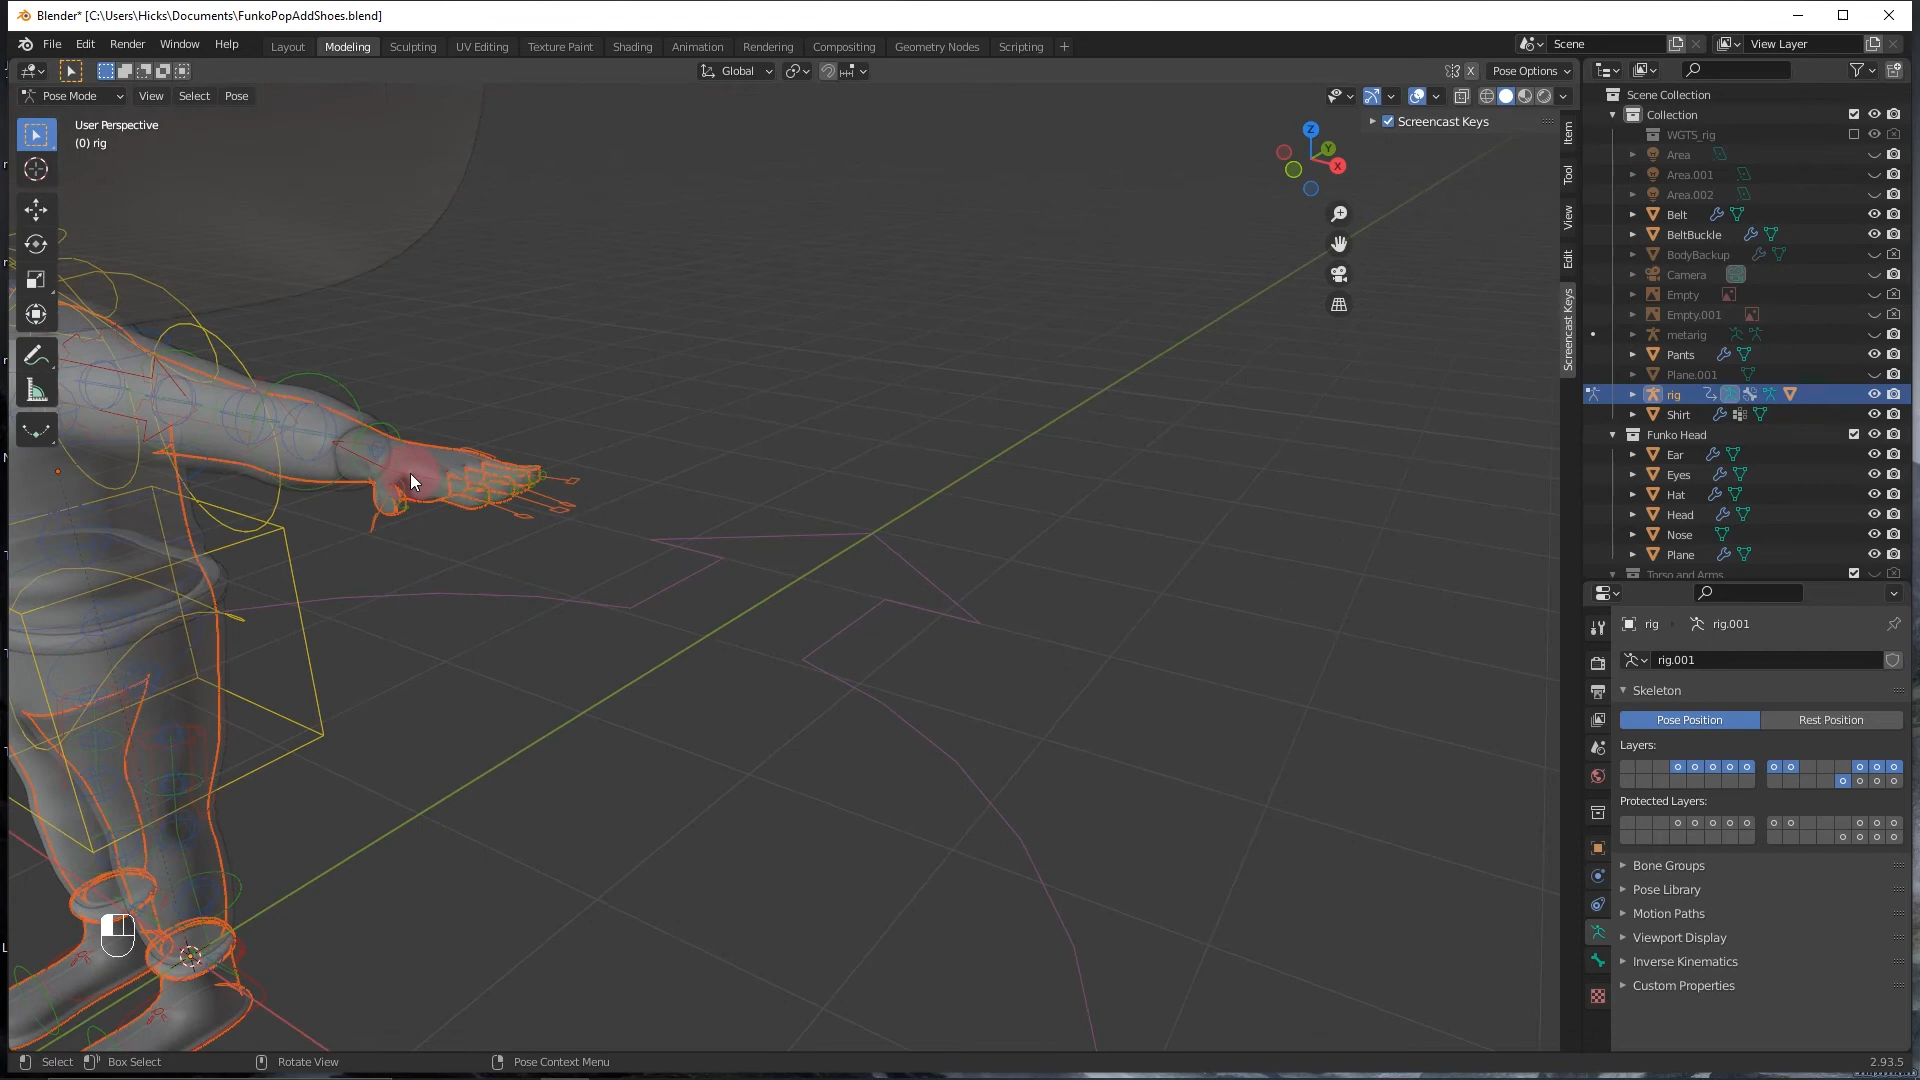 Blender* [C:\Users\Hicks\Documents\FunkoPopAddShoes.blend]
File Edit Render Window Help
Layout Modeling Sculpting UV Editing Texture Paint Shading Animation Rendering Compositing Geometry Nodes Scripting +
Scene
View Layer
Global
X
Pose Options
Pose Mode View Select Pose
User Perspective
(0) rig
Screencast Keys
Z
Y
X
Item
Tool
View
Edit
Screencast Keys
Scene Collection
Collection
WGTS_rig
Area
Area.001
Area.002
Belt
BeltBuckle
BodyBackup
Camera
Empty
Empty.001
metarig
Pants
Plane.001
rig
Shirt
Funko Head
Ear
Eyes
Hat
Head
Nose
Plane
Torso and Arms
rig rig.001
rig.001
Skeleton
Pose Position Rest Position
Layers:
Protected Layers:
Bone Groups
Pose Library
Motion Paths
Viewport Display
Inverse Kinematics
Custom Properties
Select Box Select Rotate View Pose Context Menu
2.93.5